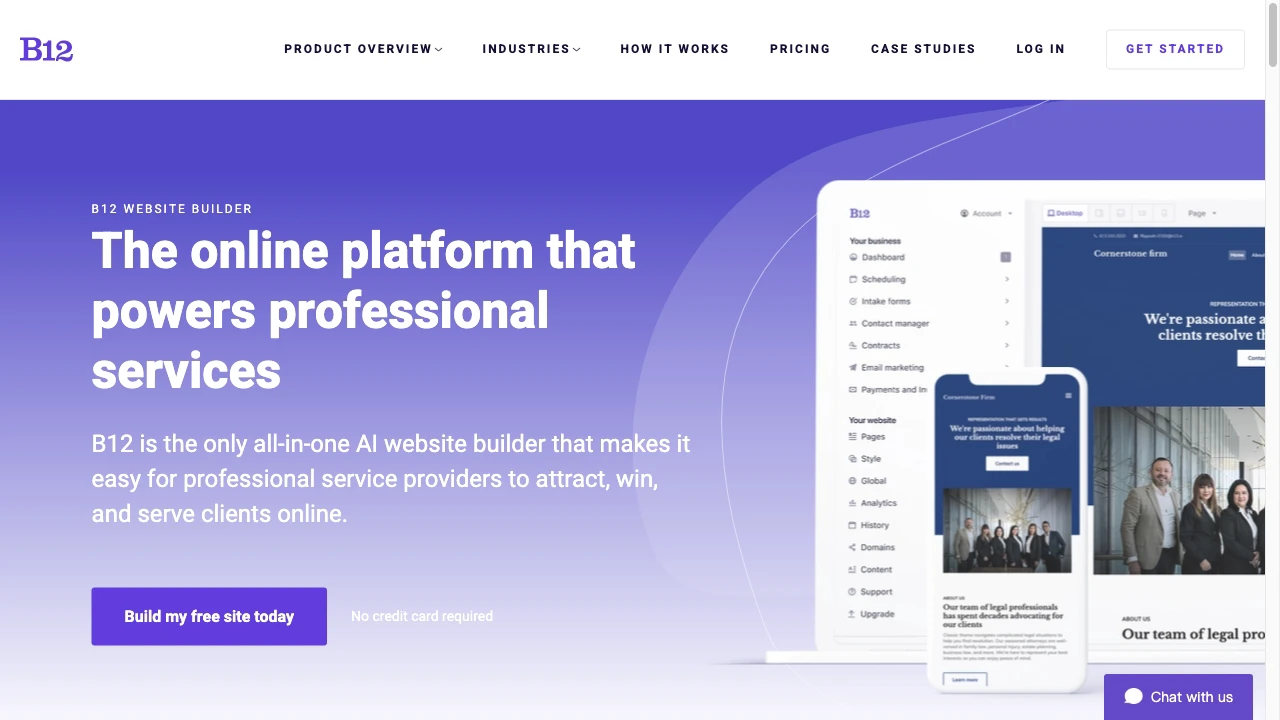 B12
PRODUCT OVERVIEW
INDUSTRIES
HOW IT WORKS
PRICING
CASE STUDIES
LOG IN
GET STARTED
B12 WEBSITE BUILDER
The online platform that
powers professional
services
B12 is the only all-in-one AI website builder that makes it
easy for professional service providers to attract, win,
and serve clients online.
Build my free site now
No credit card required
B12
Account
Your business
Dashboard
Scheduling
Intake forms
Contact manager
Contracts
Email marketing
Payments and In
Your website
Pages
Style
Global
Analytics
History
Domains
Content
Support
Upgrade
Desktop
Page
Cornerstone firm
Home
Abou
REPRESENTATION TH
We're passionate a
clients resolve th
Contac
ABOUT US
Our team of legal pro
Cornerstone Firm
REPRESENTATION THAT GETS RESULTS
We're passionate about helping
our clients resolve their legal
issues
Contact us
ABOUT US
Our team of legal professionals
has spent decades advocating for
our clients
Learn more
Chat with us